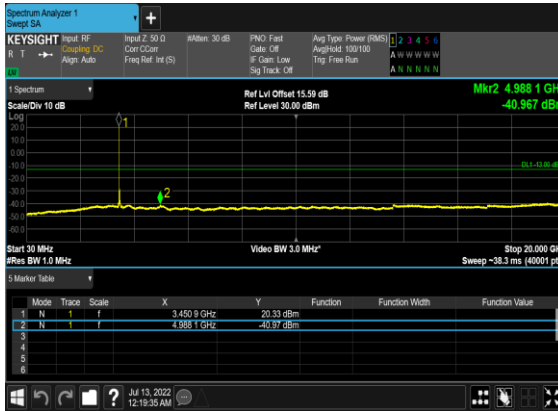 Spectrum Analyzer 1
Swept SA
+
KEYSIGHT
R T
LXI
Input: RF
Coupling: DC
Align: Auto
Input Z: 50 Ω
Corr CCorr
Freq Ref: Int (S)
#Atten: 30 dB
PNO: Fast
Gate: Off
IF Gain: Low
Sig Track: Off
Avg Type: Power (RMS)
Avg|Hold: 100/100
Trig: Free Run
1 2 3 4 5 6
A W W W W W
A N N N N N
1 Spectrum
Scale/Div 10 dB
Ref Lvl Offset 15.59 dB
Ref Level 30.00 dBm
Mkr2 4.988 1 GH
-40.967 dB
Log
20.0
10.0
0.00
-10.0
-20.0
-30.0
-40.0
-50.0
-60.0
1
2
DL1 -13.00 dB
Start 30 MHz
#Res BW 1.0 MHz
Video BW 3.0 MHz*
Stop 20.000 GH
Sweep ~38.3 ms (40001 pt
5 Marker Table
Mode Trace Scale X Y Function Function Width Function Value
1 N 1 f 3.450 9 GHz 20.33 dBm
2 N 1 f 4.988 1 GHz -40.97 dBm
3
4
5
6
?
Jul 13, 2022
12:19:35 AM